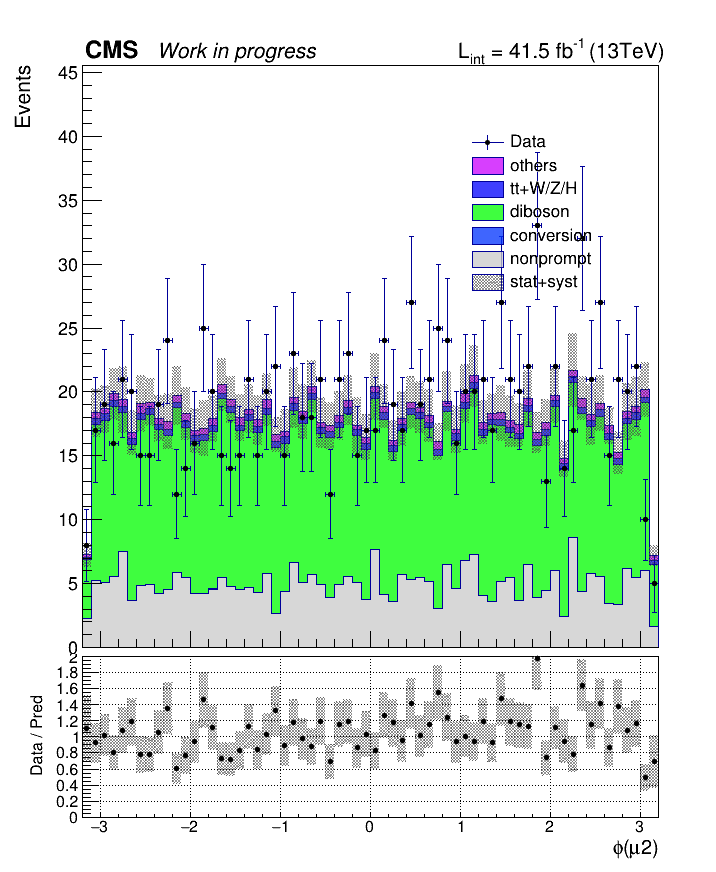 CMS Work in progress L_int = 41.5 fb⁻¹ (13TeV)
Events
45
40
35
30
25
20
15
10
5
0
Data
others
tt+W/Z/H
diboson
conversion
nonprompt
stat+syst
Data / Pred
2
1.8
1.6
1.4
1.2
1
0.8
0.6
0.4
0.2
0
−3 −2 −1 0 1 2 3
ϕ(μ2)